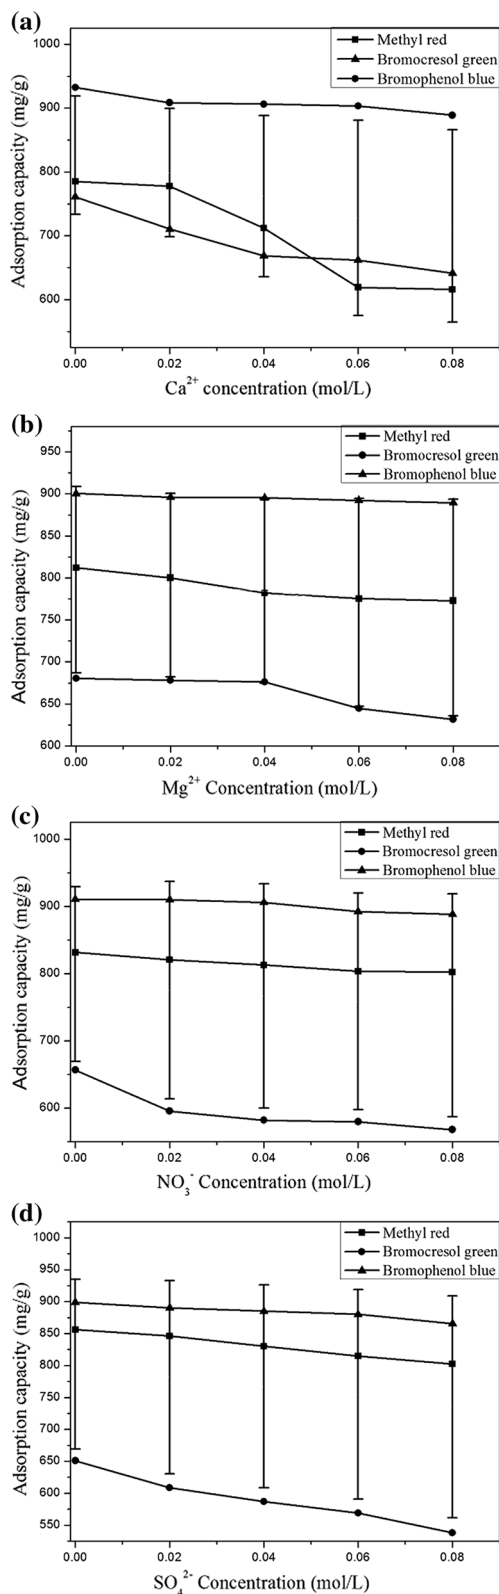 (a)
1000
900
800
700
600
Adsorption capacity (mg/g)
Methyl red
Bromocresol green
Bromophenol blue
0.00 0.02 0.04 0.06 0.08
Ca²⁺ concentration (mol/L)
(b)
950
900
850
800
750
700
650
600
Adsorption capacity (mg/g)
Methyl red
Bromocresol green
Bromophenol blue
0.00 0.02 0.04 0.06 0.08
Mg²⁺ Concentration (mol/L)
(c)
1000
900
800
650
600
Adsorption capacity (mg/g)
Methyl red
Bromocresol green
Bromophenol blue
0.00 0.02 0.04 0.06 0.08
NO₃⁻ Concentration (mol/L)
(d)
1000
950
900
850
800
650
600
550
Adsorption capacity (mg/g)
Methyl red
Bromocresol green
Bromophenol blue
0.00 0.02 0.04 0.06 0.08
SO₄²⁻ Concentration (mol/L)